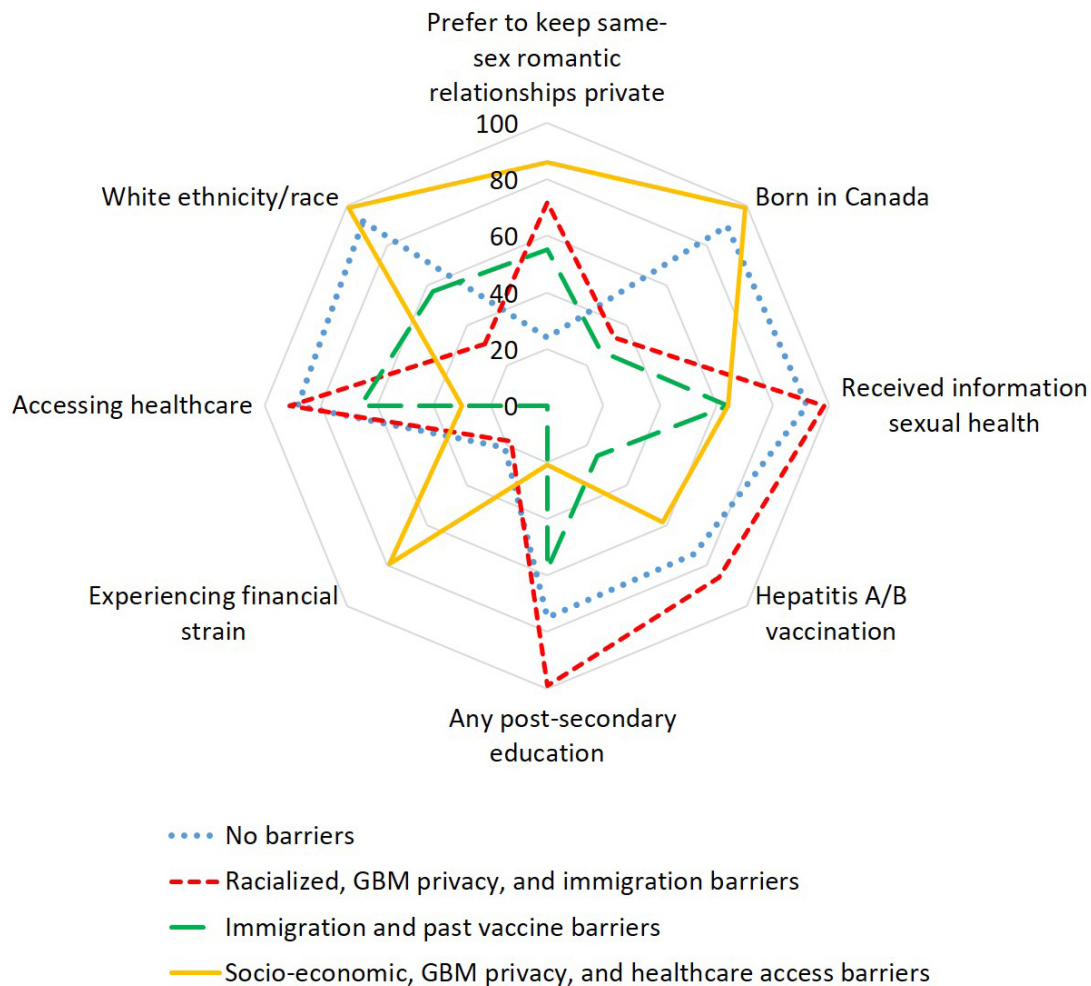 Prefer to keep same-
sex romantic
relationships private
100
80
60
40
20
0
White ethnicity/race
Born in Canada
Accessing healthcare
Received information
sexual health
Experiencing financial
strain
Hepatitis A/B
vaccination
Any post-secondary
education
No barriers
Racialized, GBM privacy, and immigration barriers
Immigration and past vaccine barriers
Socio-economic, GBM privacy, and healthcare access barriers